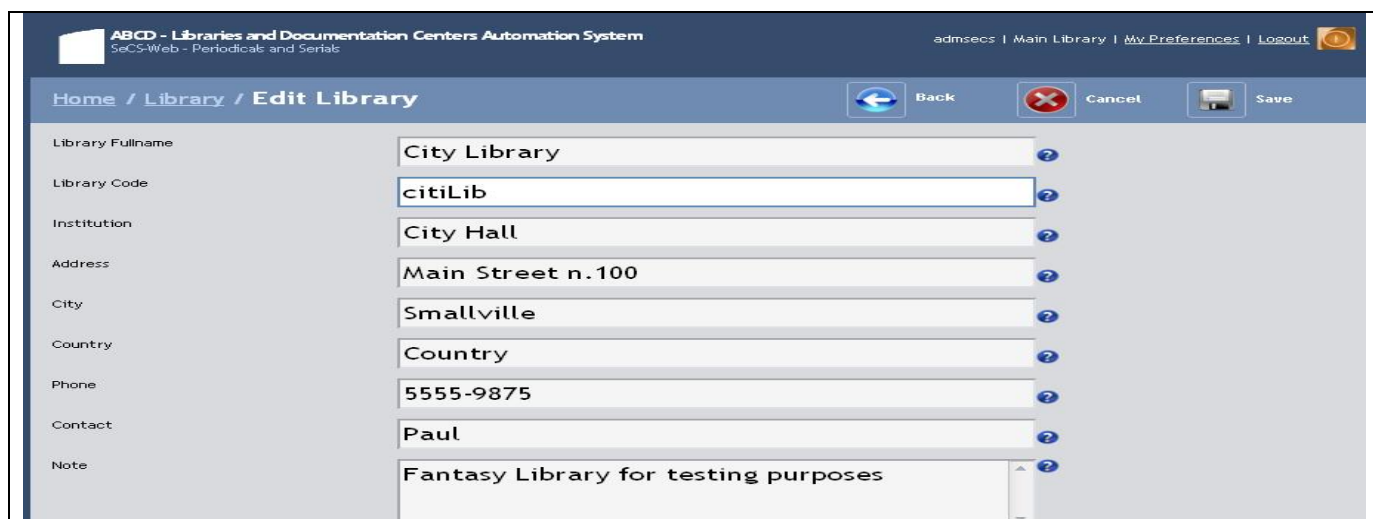 ABCD - Libraries and Documentation Centers Automation System
SeCS-Web - Periodicals and Serials
admsecs | Main Library | My Preferences | Logout
Home / Library / Edit Library
Back
Cancel
Save
Library Fullname
City Library
Library Code
citiLib
Institution
City Hall
Address
Main Street n.100
City
Smallville
Country
Country
Phone
5555-9875
Contact
Paul
Note
Fantasy Library for testing purposes